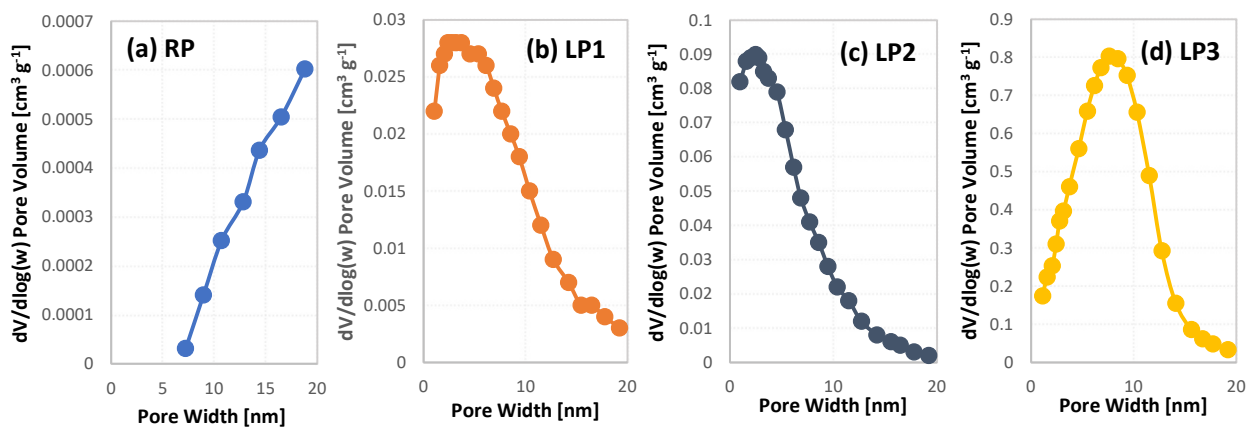 (a) RP
dV/dlog(w) Pore Volume [cm³ g⁻¹]
0.0007
0.0006
0.0005
0.0004
0.0003
0.0002
0.0001
0
0 5 10 15 20
Pore Width [nm]
(b) LP1
dV/dlog(w) Pore Volume [cm³ g⁻¹]
0.03
0.025
0.02
0.015
0.01
0.005
0
0 10 20
Pore Width [nm]
(c) LP2
dV/dlog(w) Pore Volume [cm³ g⁻¹]
0.1
0.09
0.08
0.07
0.06
0.05
0.04
0.03
0.02
0.01
0
0 10 20
Pore Width [nm]
(d) LP3
dV/dlog(w) Pore Volume [cm³ g⁻¹]
0.9
0.8
0.7
0.6
0.5
0.4
0.3
0.2
0.1
0
0 10 20
Pore Width [nm]